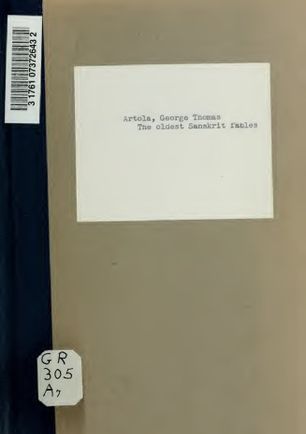 3 1761 07372643 2
Artola, George Thomas
The oldest Sanskrit fables
GR
305
A7